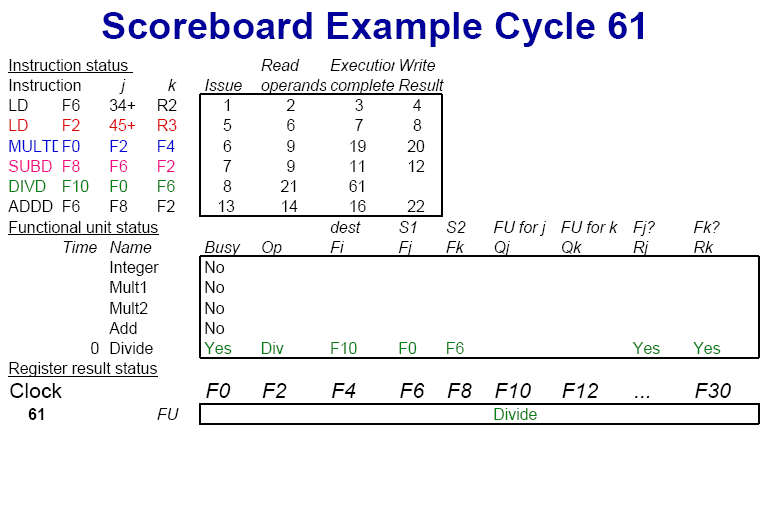 Scoreboard Example Cycle 61
Instruction status Read Execution Write
Instruction j k Issue operands complete Result
LD F6 34+ R2 1 2 3 4
LD F2 45+ R3 5 6 7 8
MULTD F0 F2 F4 6 9 19 20
SUBD F8 F6 F2 7 9 11 12
DIVD F10 F0 F6 8 21 61
ADDD F6 F8 F2 13 14 16 22
Functional unit status dest S1 S2 FU for j FU for k Fj? Fk?
Time Name Busy Op Fi Fj Fk Qj Qk Rj Rk
Integer No
Mult1 No
Mult2 No
Add No
0 Divide Yes Div F10 F0 F6 Yes Yes
Register result status
Clock F0 F2 F4 F6 F8 F10 F12 ... F30
61 FU Divide